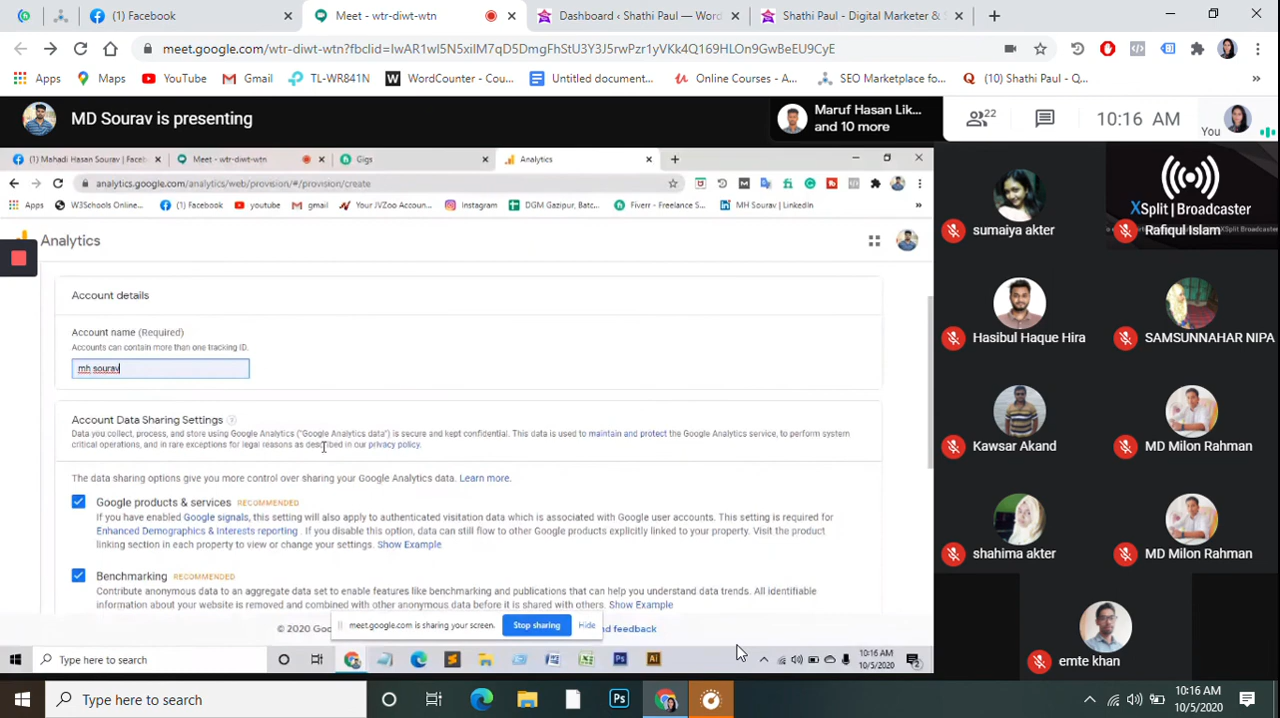 (2) Facebook
Meet - wtr-diwt-wtn
Dashboard ‹ Shathi Paul — Word
Shathi Paul - Digital Marketer & S
meet.google.com/wtr-diwt-wtn?fbclid=IwAR1wI5N5xiIM7qD5DmgFhStU3Y3J5rwPzr1yVKk4Q169HLOn9GwBeEU9CyE
Apps
Maps
YouTube
Gmail
TL-WR841N
WordCounter - Cou...
Untitled document...
Online Courses - A...
SEO Marketplace fo...
(10) Shathi Paul - Q...
MD Sourav is presenting
Maruf Hasan Lik...
and 10 more
22
10:16 AM
You
(1) Mahadi Hasan Sourav | Faceb
Meet - wtr-diwt-wtn
Gigs
Analytics
analytics.google.com/analytics/web/provision/#/provision/create
Apps
W3Schools Online...
(1) Facebook
youtube
gmail
Your JVZoo Accoun...
Instagram
DGM Gazipur, Batc...
Fiverr - Freelance S...
MH Sourav | LinkedIn
Analytics
Account details
Account name (Required)
Accounts can contain more than one tracking ID.
mh sourav
Account Data Sharing Settings
Data you collect, process, and store using Google Analytics ("Google Analytics data") is secure and kept confidential. This data is used to maintain and protect the Google Analytics service, to perform system
critical operations, and in rare exceptions for legal reasons as described in our privacy policy.
The data sharing options give you more control over sharing your Google Analytics data. Learn more.
Google products & services RECOMMENDED
If you have enabled Google signals, this setting will also apply to authenticated visitation data which is associated with Google user accounts. This setting is required for
Enhanced Demographics & Interests reporting . If you disable this option, data can still flow to other Google products explicitly linked to your property. Visit the product
linking section in each property to view or change your settings. Show Example
Benchmarking RECOMMENDED
Contribute anonymous data to an aggregate data set to enable features like benchmarking and publications that can help you understand data trends. All identifiable
information about your website is removed and combined with other anonymous data before it is shared with others. Show Example
© 2020 Goo
meet.google.com is sharing your screen.
Stop sharing
Hide
nd feedback
Type here to search
Ps
Ai
10:16 AM
10/5/2020
2
sumaiya akter
XSplit | Broadcaster
Rafiqul Islam
Hasibul Haque Hira
SAMSUNNAHAR NIPA
Kawsar Akand
MD Milon Rahman
shahima akter
MD Milon Rahman
emte khan
Type here to search
Ps
10:16 AM
10/5/2020